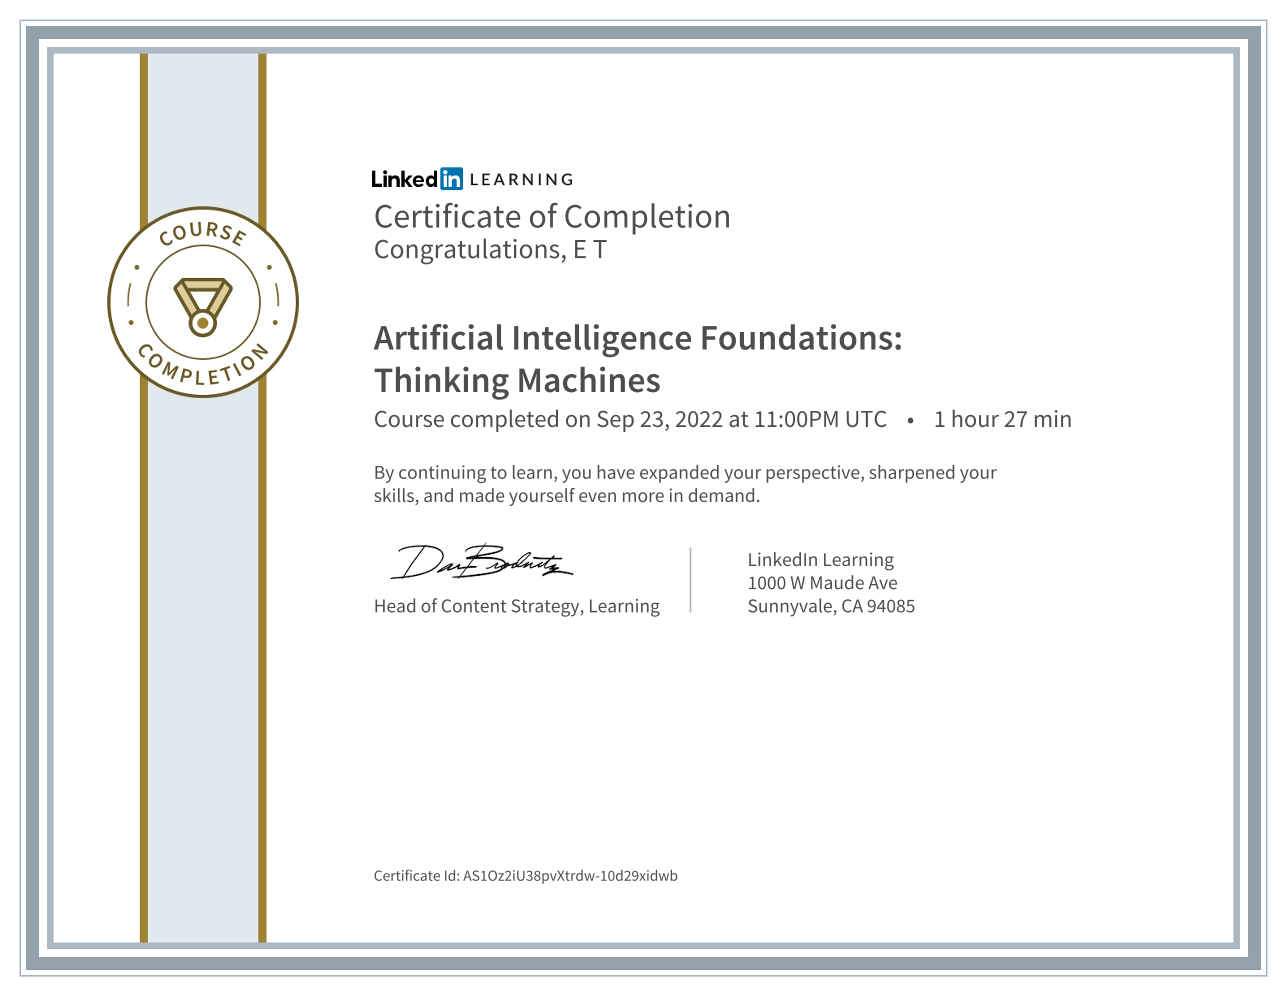 COURSE
COMPLETION
Linked in LEARNING
Certificate of Completion
Congratulations, E T
Artificial Intelligence Foundations:
Thinking Machines
Course completed on Sep 23, 2022 at 11:00PM UTC • 1 hour 27 min
By continuing to learn, you have expanded your perspective, sharpened your
skills, and made yourself even more in demand.
Dan Brodnitz
Head of Content Strategy, Learning
LinkedIn Learning
1000 W Maude Ave
Sunnyvale, CA 94085
Certificate Id: AS1Oz2iU38pvXtrdw-10d29xidwb